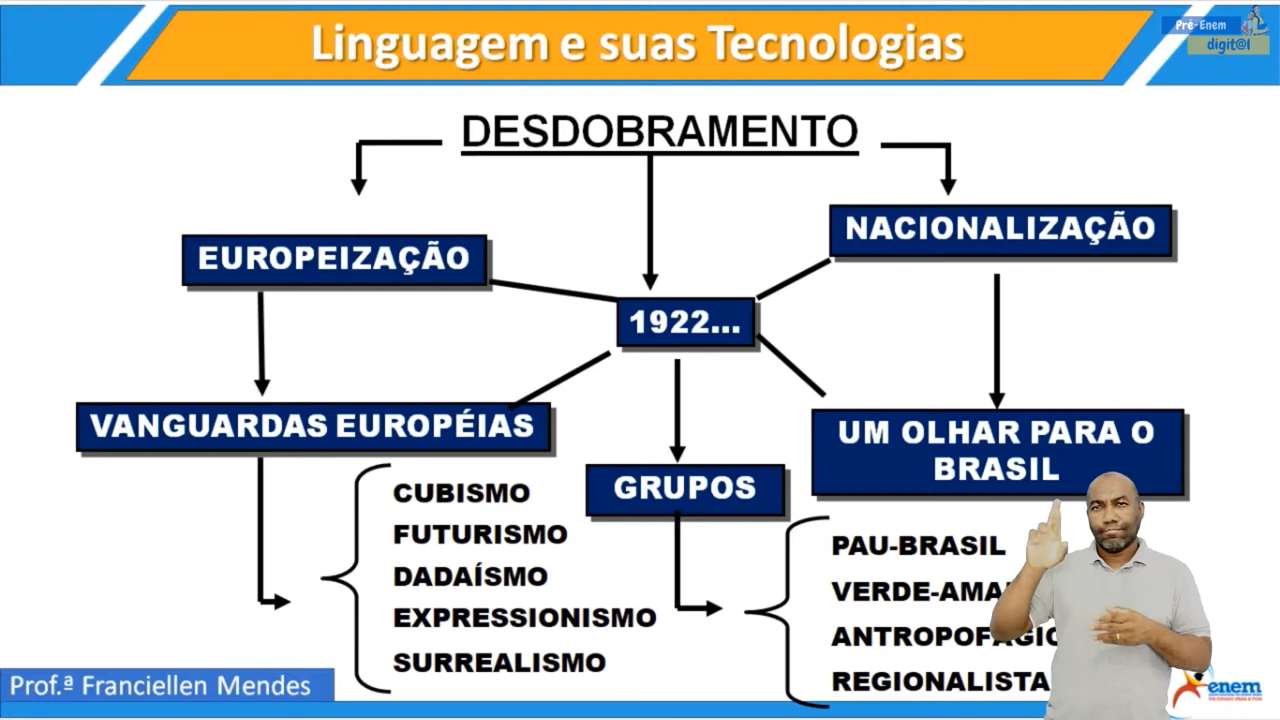 Linguagem e suas Tecnologias
Pré-Enem
digit@l
DESDOBRAMENTO
EUROPEIZAÇÃO
NACIONALIZAÇÃO
1922...
VANGUARDAS EUROPÉIAS
UM OLHAR PARA O
BRASIL
GRUPOS
CUBISMO
FUTURISMO
DADAÍSMO
EXPRESSIONISMO
SURREALISMO
PAU-BRASIL
REGIONALISTA
Prof.ª Franciellen Mendes
enem